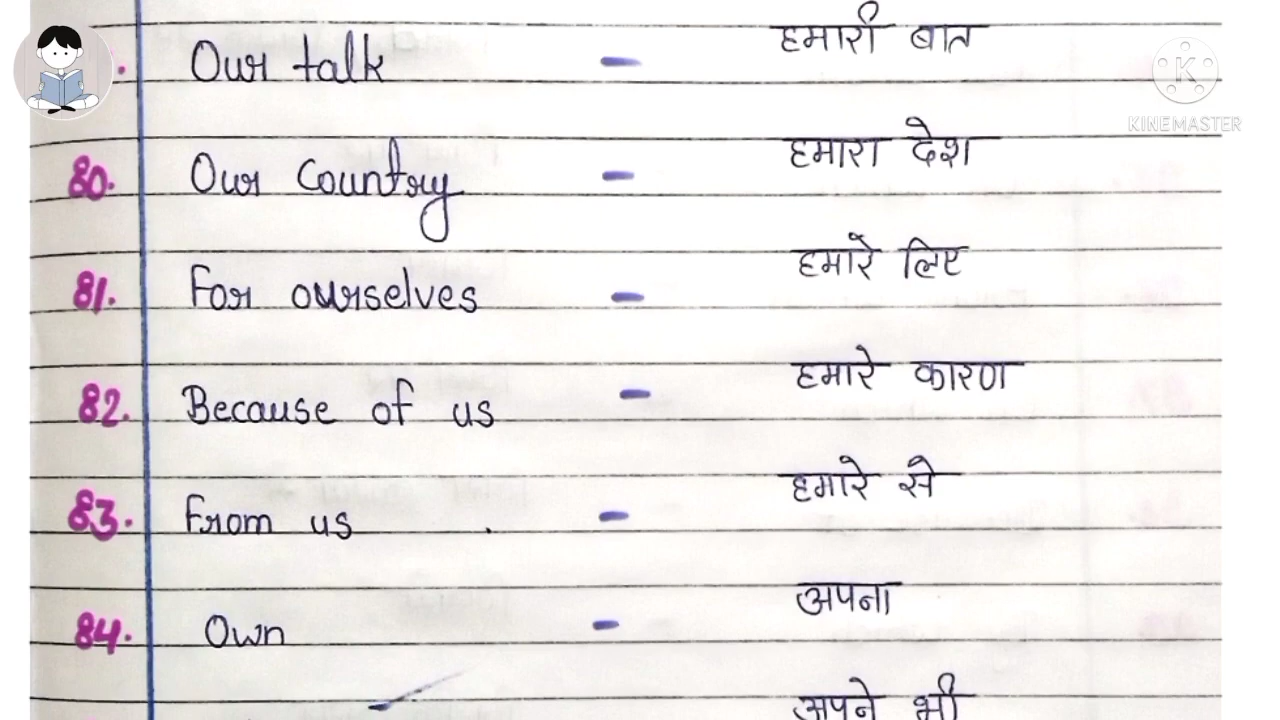 Our talk - हमारी बात
80. Our Country - हमारा देश
81. For ourselves - हमारे लिए
82. Because of us - हमारे कारण
83. From us - हमारे से
84. Own - अपना
अपने भी
KINEMASTER